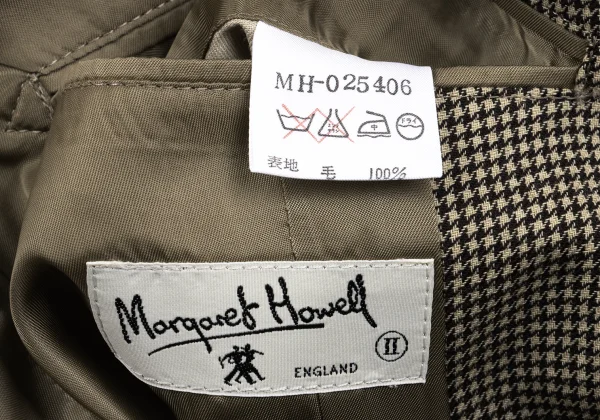 MH-025406
中 ドライ
表地 毛 100%
Margaret Howell
II
ENGLAND